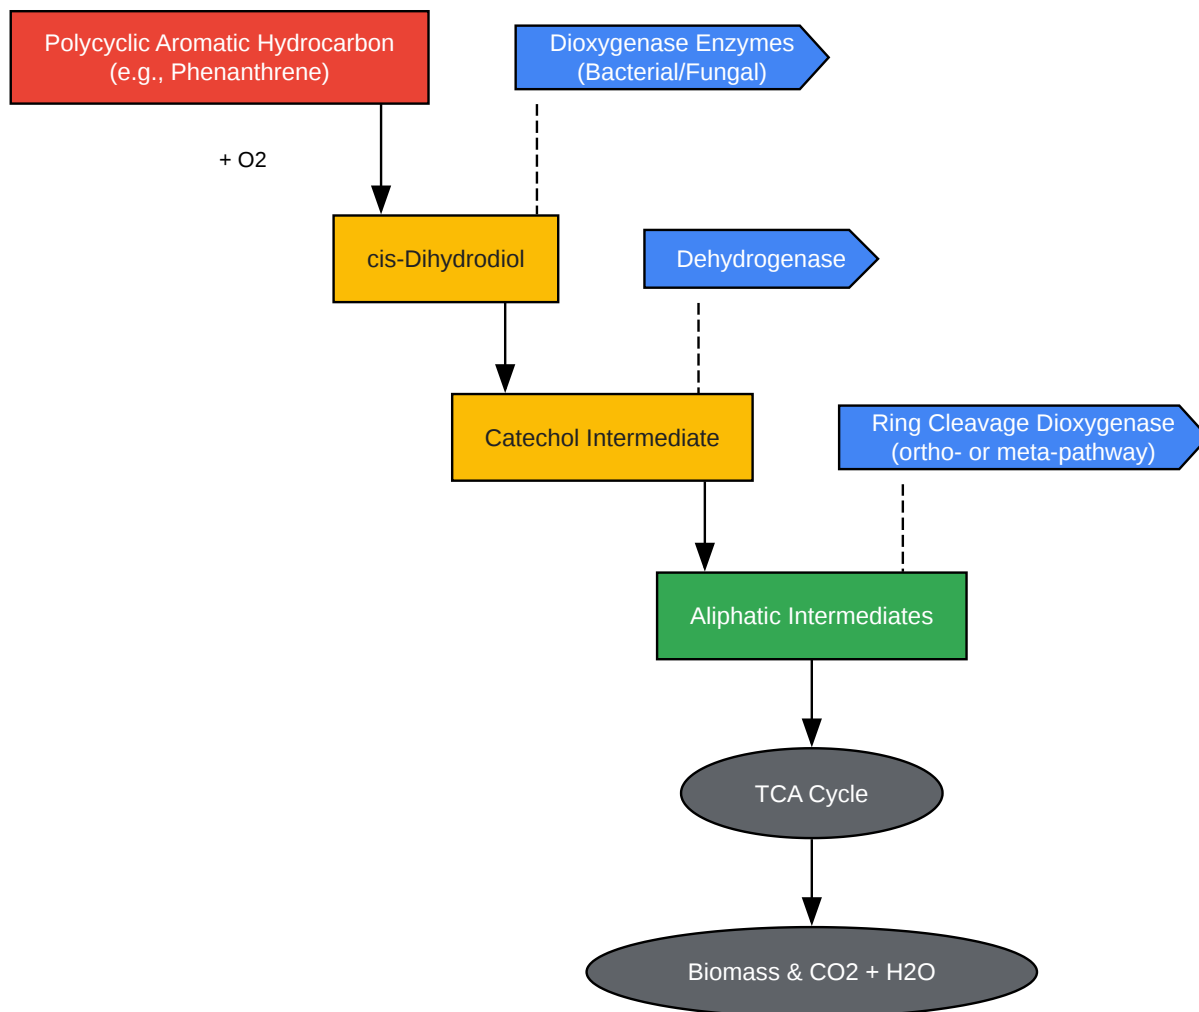 Polycyclic Aromatic Hydrocarbon
(e.g., Phenanthrene)
Dioxygenase Enzymes
(Bacterial/Fungal)
+ O2
cis-Dihydrodiol
Dehydrogenase
Catechol Intermediate
Ring Cleavage Dioxygenase
(ortho- or meta-pathway)
Aliphatic Intermediates
TCA Cycle
Biomass & CO2 + H2O